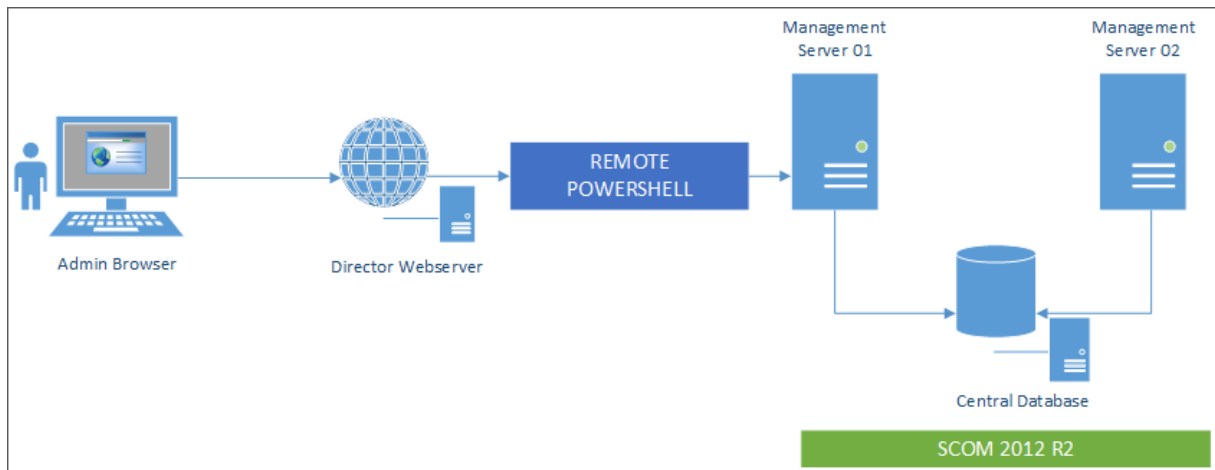 Management
Server 01
Management
Server 02
REMOTE
POWERSHELL
Admin Browser
Director Webserver
Central Database
SCOM 2012 R2